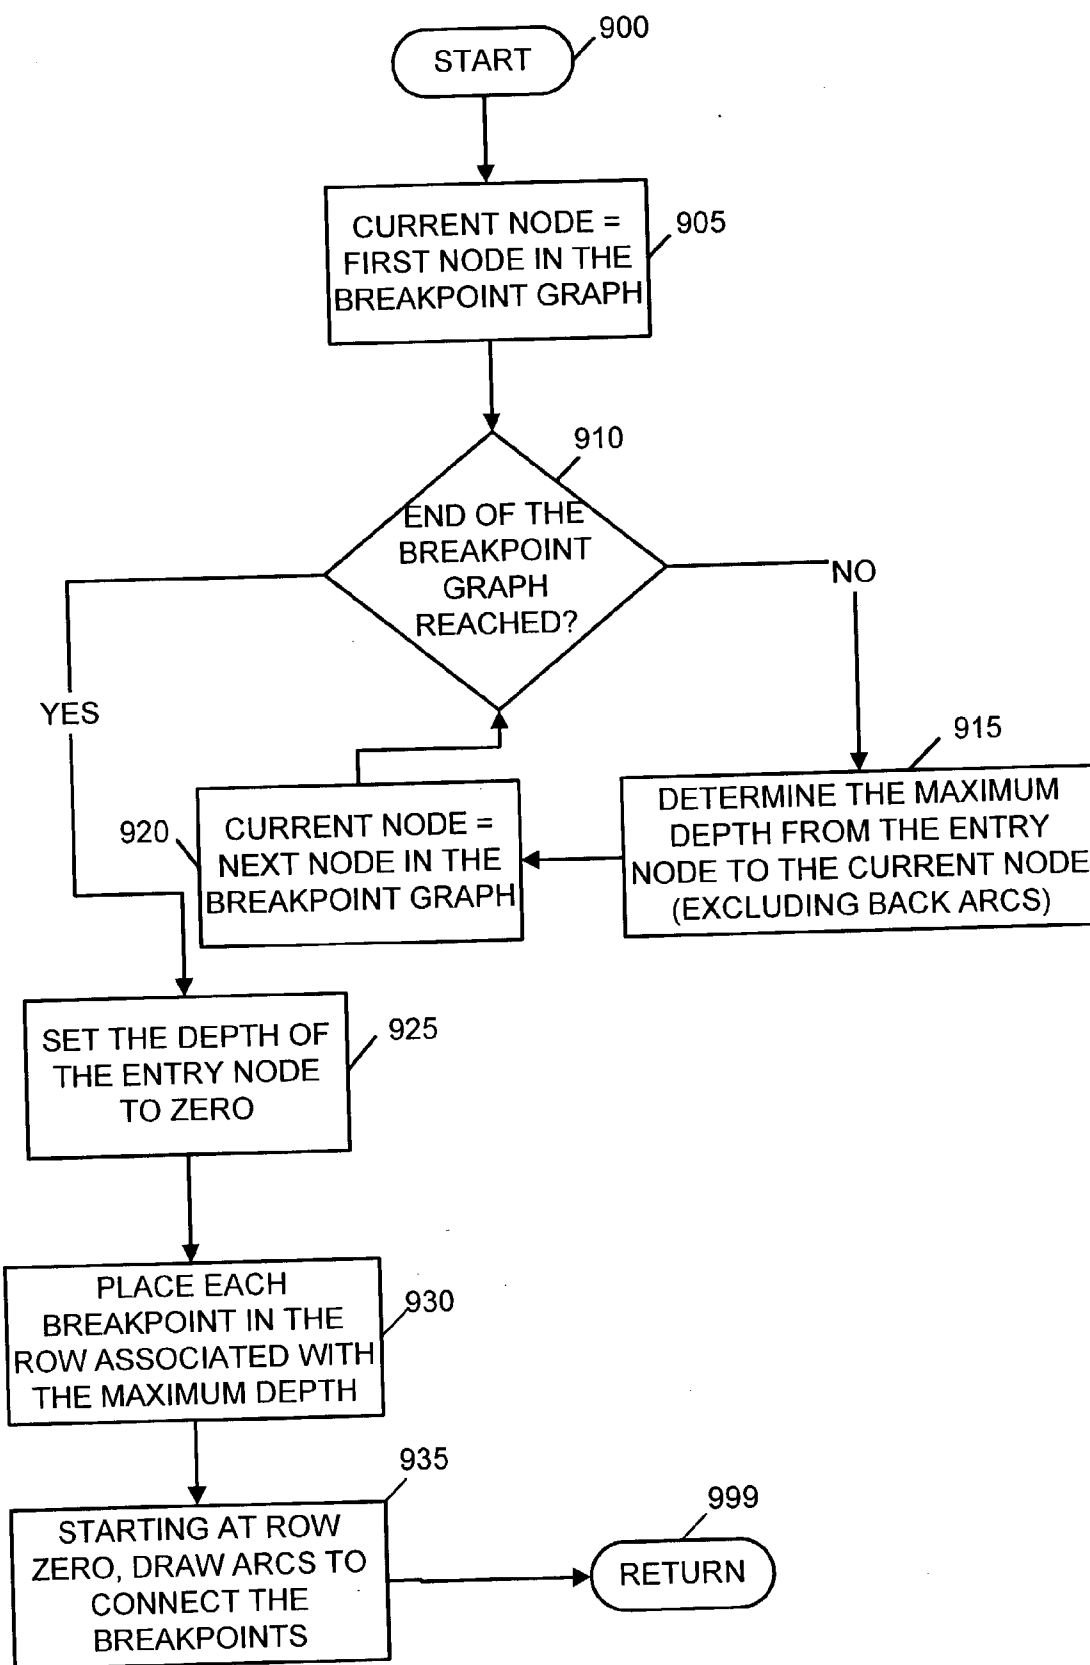 900
START
905
CURRENT NODE =
FIRST NODE IN THE
BREAKPOINT GRAPH
910
END OF THE
BREAKPOINT
GRAPH
REACHED?
NO
YES
915
DETERMINE THE MAXIMUM
DEPTH FROM THE ENTRY
NODE TO THE CURRENT NODE
(EXCLUDING BACK ARCS)
920
CURRENT NODE =
NEXT NODE IN THE
BREAKPOINT GRAPH
925
SET THE DEPTH OF
THE ENTRY NODE
TO ZERO
930
PLACE EACH
BREAKPOINT IN THE
ROW ASSOCIATED WITH
THE MAXIMUM DEPTH
935
STARTING AT ROW
ZERO, DRAW ARCS TO
CONNECT THE
BREAKPOINTS
999
RETURN